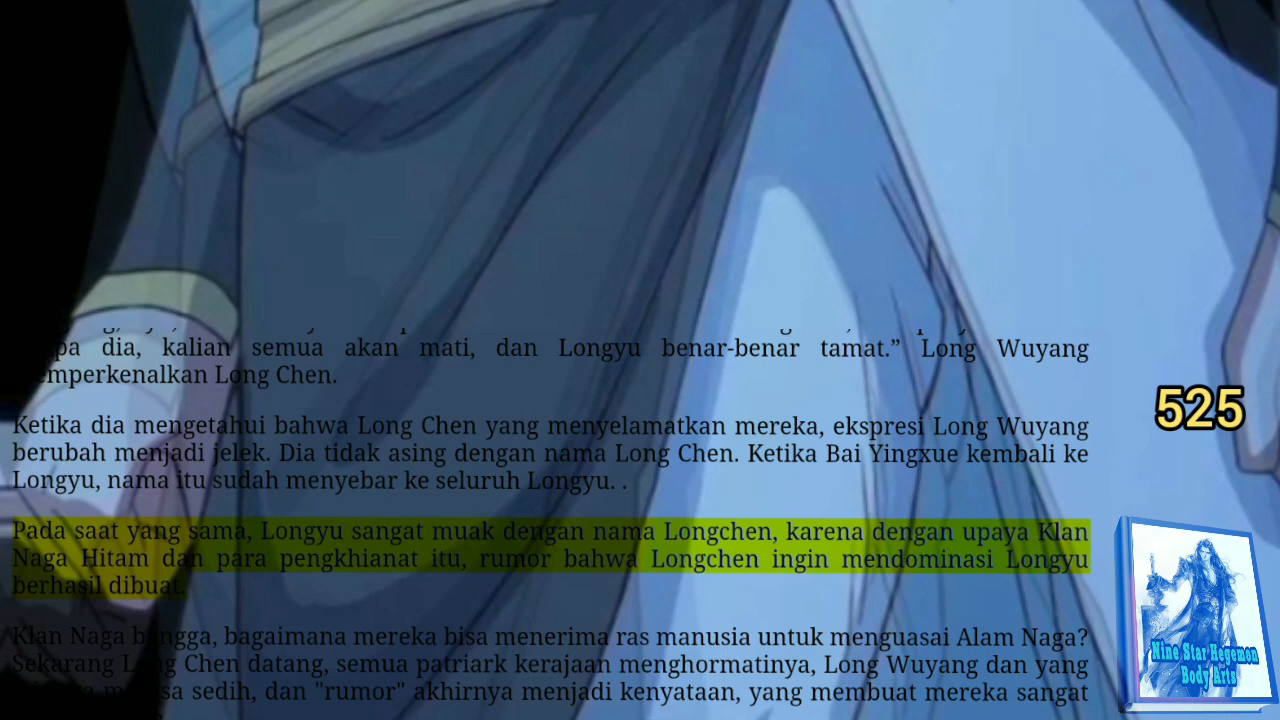 dia, kalian semua akan mati, dan Longyu benar-benar tamat.” Long Wuyang
memperkenalkan Long Chen.
Ketika dia mengetahui bahwa Long Chen yang menyelamatkan mereka, ekspresi Long Wuyang
berubah menjadi jelek. Dia tidak asing dengan nama Long Chen. Ketika Bai Yingxue kembali ke
Longyu, nama itu sudah menyebar ke seluruh Longyu. .
525
Pada saat yang sama, Longyu sangat muak dengan nama Longchen, karena dengan upaya Klan
Naga Hitam dan para pengkhianat itu, rumor bahwa Longchen ingin mendominasi Longyu
berhasil dibuat.
Klan Naga bangga, bagaimana mereka bisa menerima ras manusia untuk menguasai Alam Naga?
Sekarang Long Chen datang, semua patriark kerajaan menghormatinya, Long Wuyang dan yang
sedih, dan "rumor" akhirnya menjadi kenyataan, yang membuat mereka sangat
Nine Star Hegemon
Body Arts